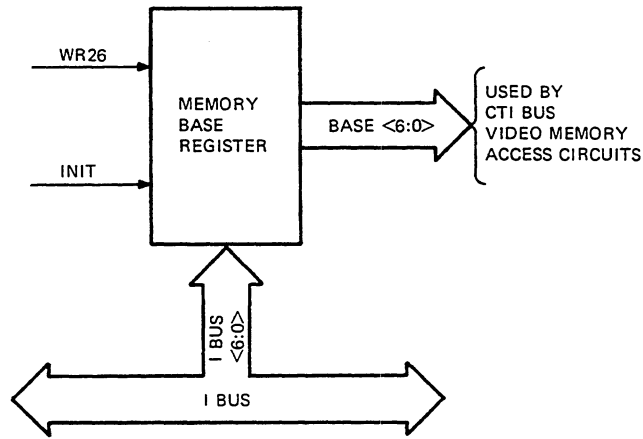 WR26
INIT
MEMORY
BASE
REGISTER
BASE <6:0>
USED BY
CTI BUS
VIDEO MEMORY
ACCESS CIRCUITS
I BUS
<6:0>
I BUS